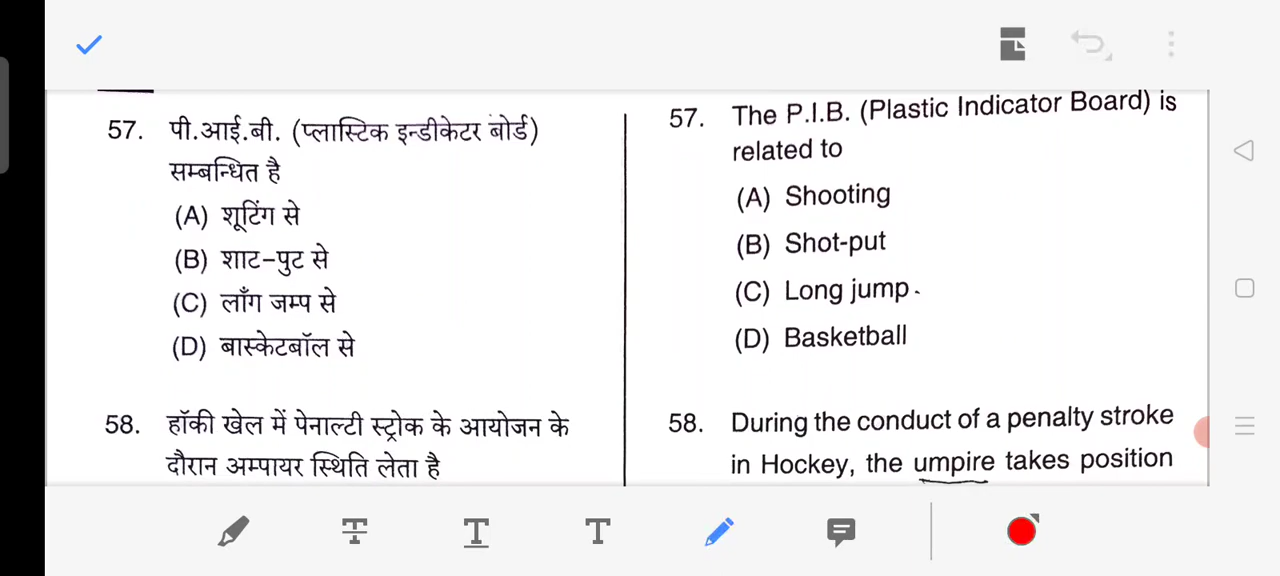 57. पी.आई.बी. (प्लास्टिक इन्डीकेटर बोर्ड)
सम्बन्धित है
(A) शूटिंग से
(B) शाट-पुट से
(C) लाँग जम्प से
(D) बास्केटबॉल से
58. हॉकी खेल में पेनाल्टी स्ट्रोक के आयोजन के
दौरान अम्पायर स्थिति लेता है
57. The P.I.B. (Plastic Indicator Board) is
related to
(A) Shooting
(B) Shot-put
(C) Long jump
(D) Basketball
58. During the conduct of a penalty stroke
in Hockey, the umpire takes position